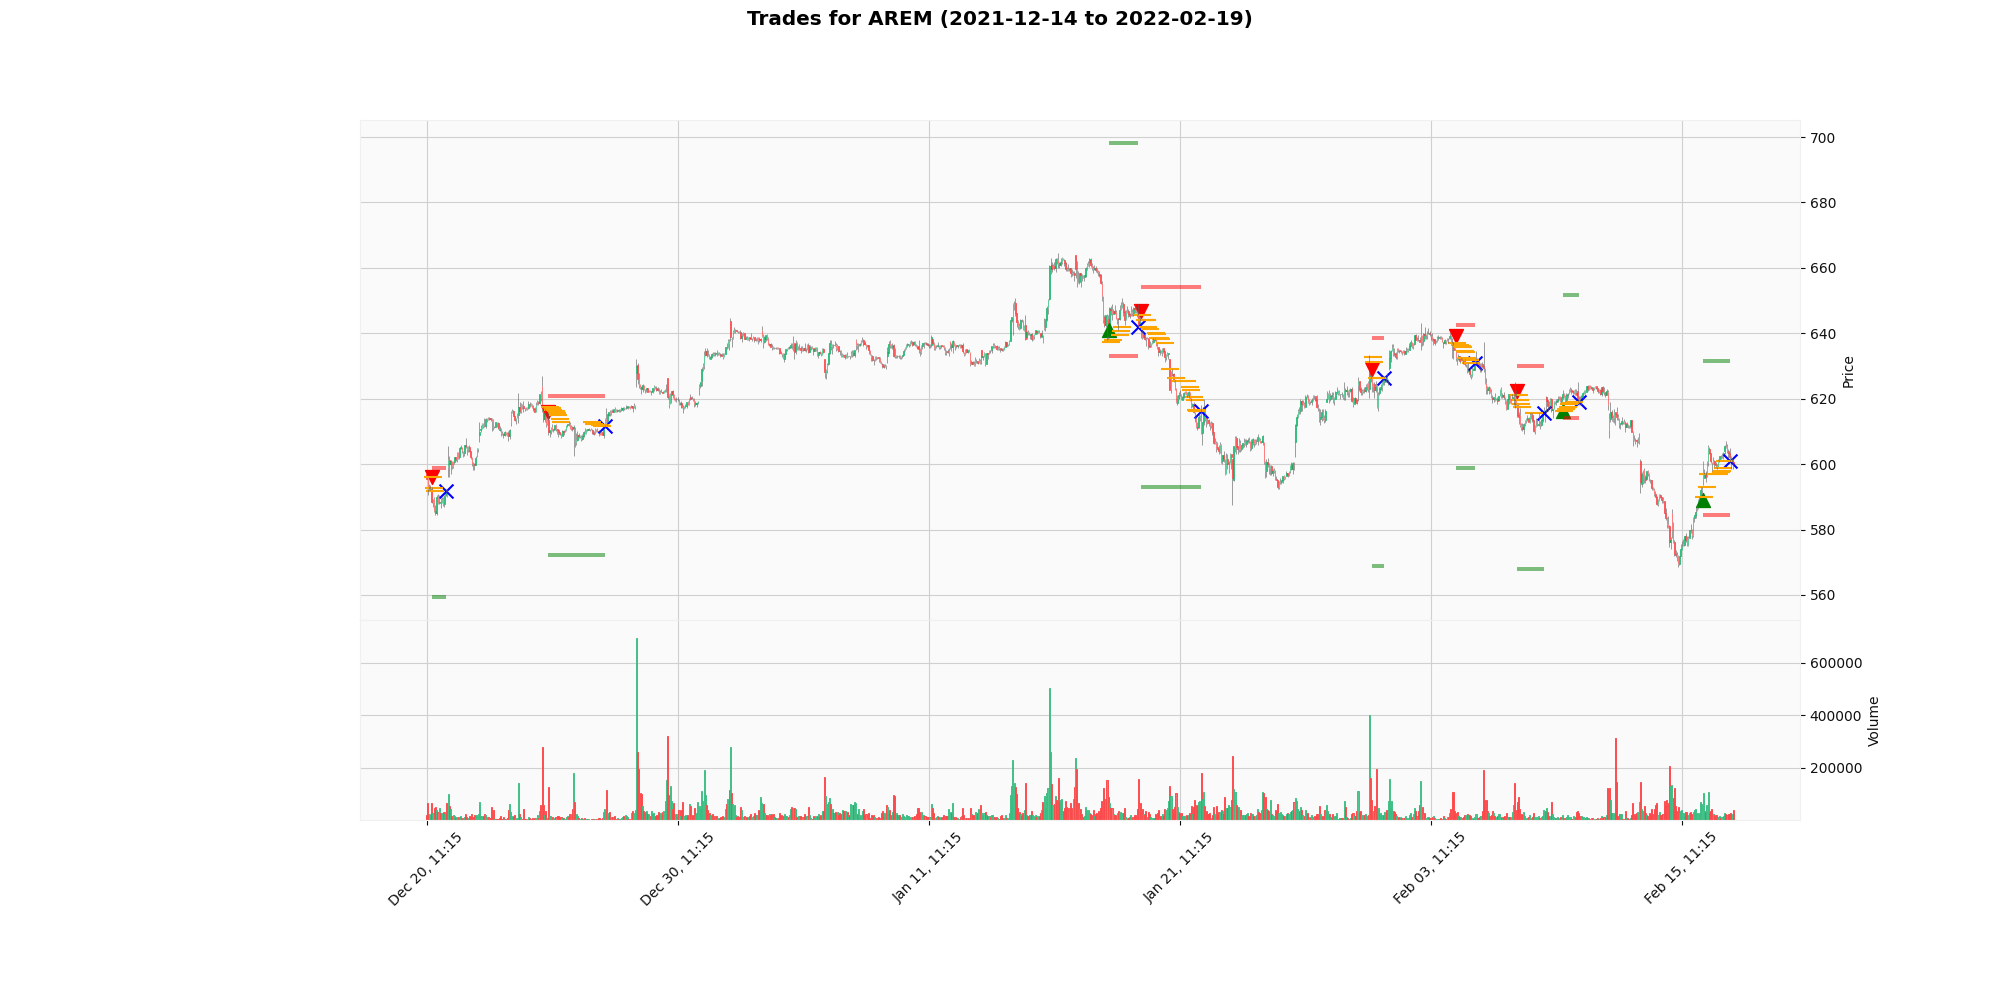 Trades for AREM (2021-12-14 to 2022-02-19)
700
680
660
640
620
600
580
560
Price
600000
400000
200000
Volume
Dec 20, 11:15
Dec 30, 11:15
Jan 11, 11:15
Jan 21, 11:15
Feb 03, 11:15
Feb 15, 11:15